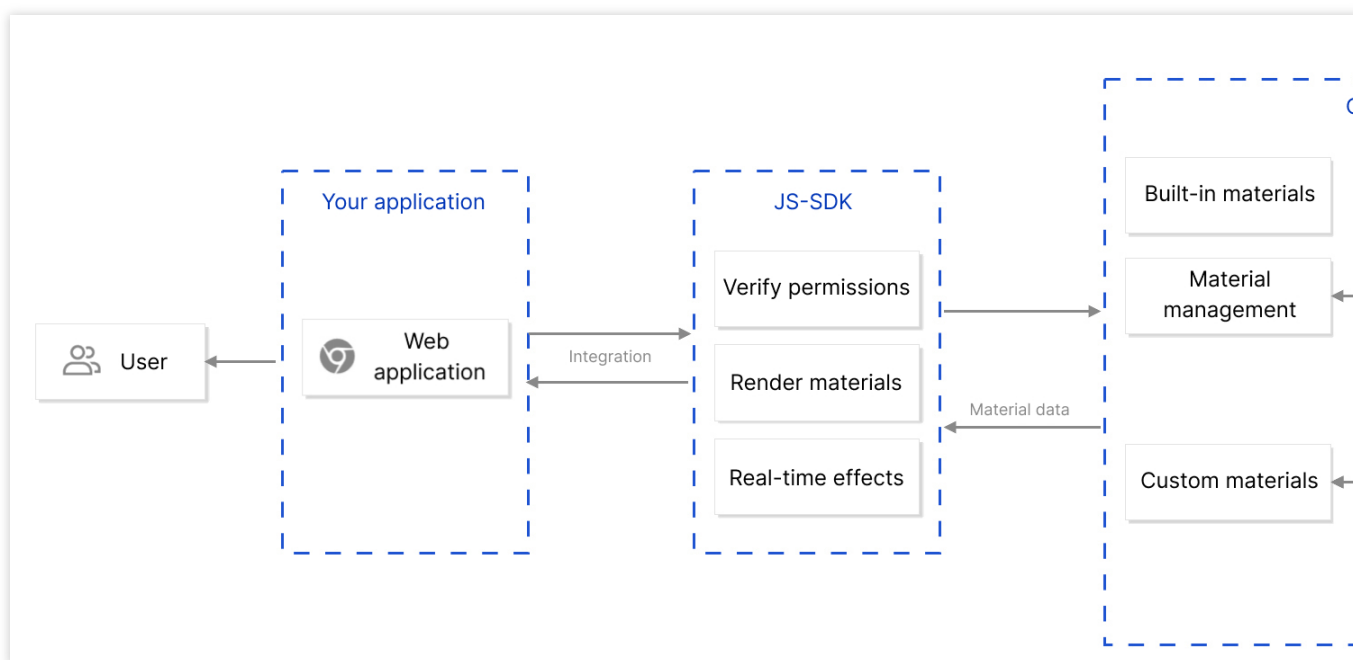 Your application
JS-SDK
Built-in materials
Verify permissions
Material
management
Web
application
Integration
User
Render materials
Material data
Real-time effects
Custom materials